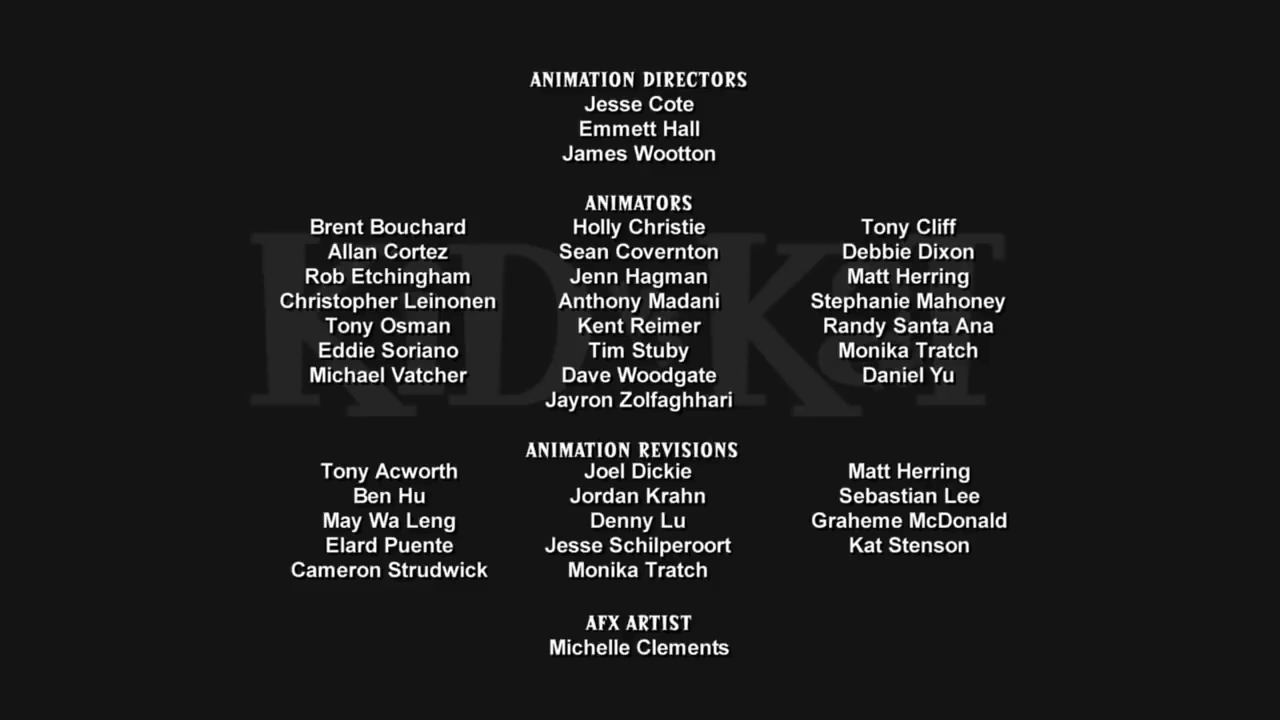 ANIMATION DIRECTORS
Jesse Cote
Emmett Hall
James Wootton
ANIMATORS
Brent Bouchard Holly Christie Tony Cliff
Allan Cortez Sean Covernton Debbie Dixon
Rob Etchingham Jenn Hagman Matt Herring
Christopher Leinonen Anthony Madani Stephanie Mahoney
Tony Osman Kent Reimer Randy Santa Ana
Eddie Soriano Tim Stuby Monika Tratch
Michael Vatcher Dave Woodgate Daniel Yu
Jayron Zolfaghhari
ANIMATION REVISIONS
Tony Acworth Joel Dickie Matt Herring
Ben Hu Jordan Krahn Sebastian Lee
May Wa Leng Denny Lu Graheme McDonald
Elard Puente Jesse Schilperoort Kat Stenson
Cameron Strudwick Monika Tratch
AFX ARTIST
Michelle Clements